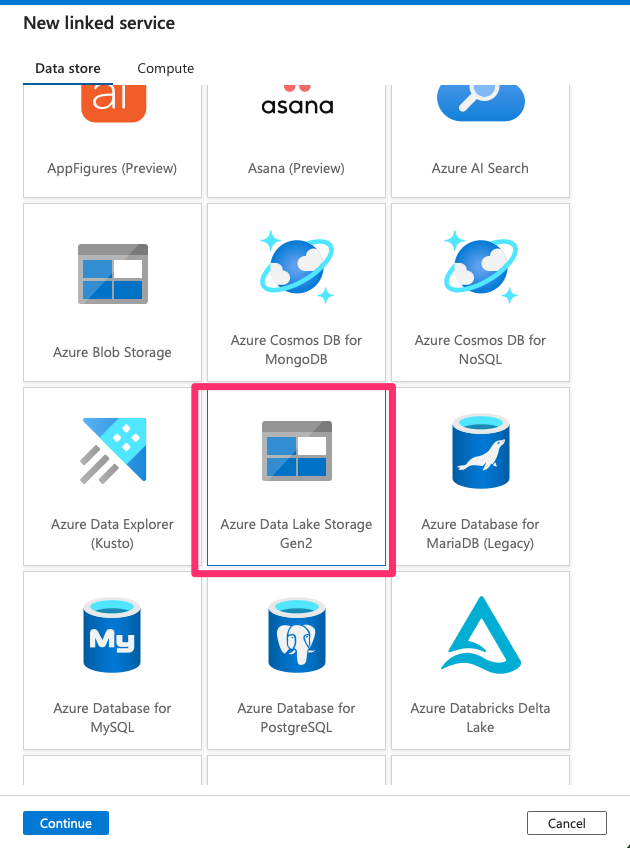 New linked service
Data store
Compute
ai
asana
AppFigures (Preview)
Asana (Preview)
Azure AI Search
Azure Blob Storage
Azure Cosmos DB for
MongoDB
Azure Cosmos DB for
NoSQL
Azure Data Explorer
(Kusto)
Azure Data Lake Storage
Gen2
Azure Database for
MariaDB (Legacy)
My
Azure Database for
MySQL
Azure Database for
PostgreSQL
Azure Databricks Delta
Lake
Continue
Cancel